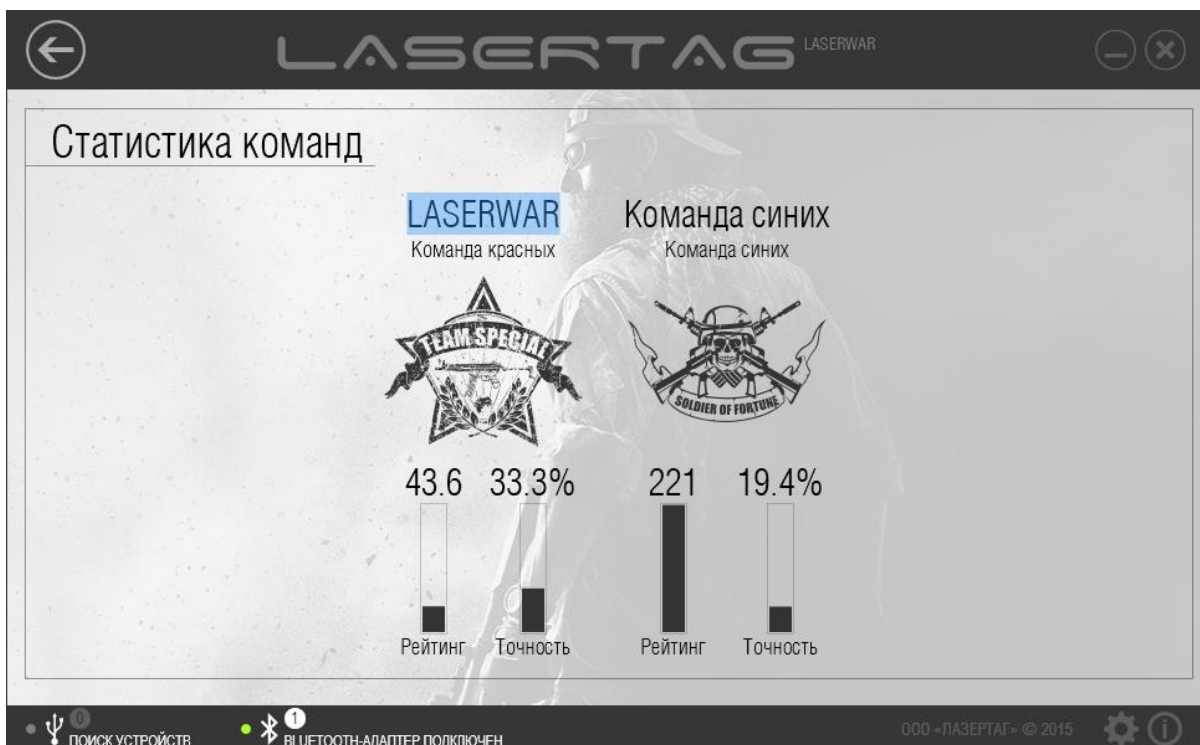 LASERTAG LASERWAR
Статистика команд
LASERWAR
Команда красных
Команда синих
Команда синих
TEAM SPECIAL
SOLDIER OF FORTUNE
43.6 33.3% 221 19.4%
Рейтинг Точность Рейтинг Точность
0
ПОИСК УСТРОЙСТВ
1
BLUETOOTH-АДАПТЕР ПОДКЛЮЧЕН
ООО «ЛАЗЕРТАГ» © 2015